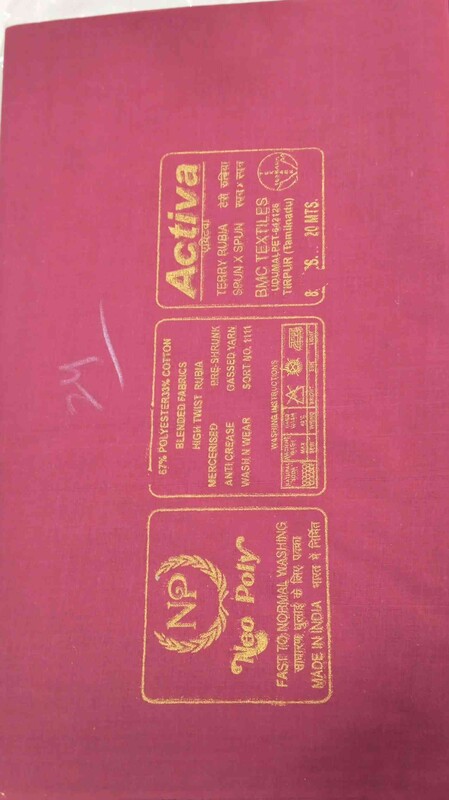 NP
Neo Poly
FAST TO NORMAL WASHING
साधारण धुलाई के लिए पक्का
MADE IN INDIA भारत में निर्मित
67% POLYESTER33% COTTON
BLENDED FABRICS
HIGH TWIST RUBIA
MERCERISED PRE-SHRUNK
ANTI CREASE GASSED YARN
WASH N WEAR SORT NO. 1111
WASHING INSTRUCTIONS
Activa
एक्टिवा
TERRY RUBIA टेरी रुबिया
SPUN X SPUN स्पन x स्पन
BMC TEXTILES
UDUMALPET-642126
TIRPUR (Tamilnadu)
20 MTS.
24